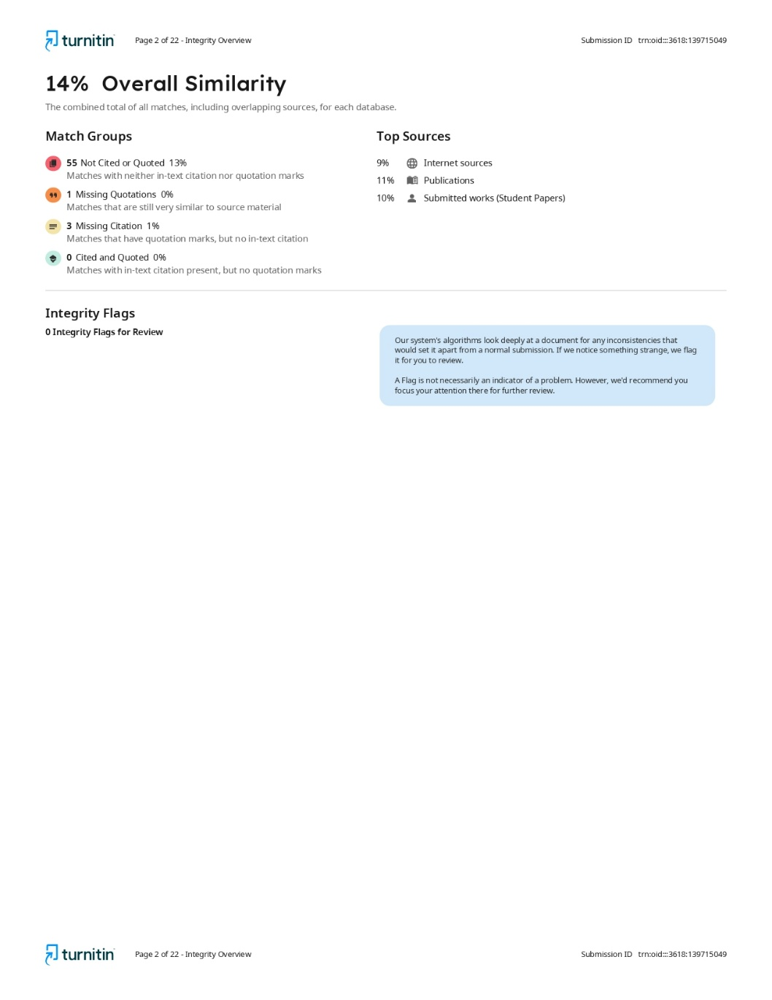 turnitin Page 2 of 22 - Integrity Overview Submission ID trn:oid:::3618:139715049
14% Overall Similarity
The combined total of all matches, including overlapping sources, for each database.
Match Groups
55 Not Cited or Quoted 13%
Matches with neither in-text citation nor quotation marks
1 Missing Quotations 0%
Matches that are still very similar to source material
3 Missing Citation 1%
Matches that have quotation marks, but no in-text citation
0 Cited and Quoted 0%
Matches with in-text citation present, but no quotation marks
Top Sources
9% Internet sources
11% Publications
10% Submitted works (Student Papers)
Integrity Flags
0 Integrity Flags for Review
Our system's algorithms look deeply at a document for any inconsistencies that
would set it apart from a normal submission. If we notice something strange, we flag
it for you to review.
A Flag is not necessarily an indicator of a problem. However, we'd recommend you
focus your attention there for further review.
turnitin Page 2 of 22 - Integrity Overview Submission ID trn:oid:::3618:139715049